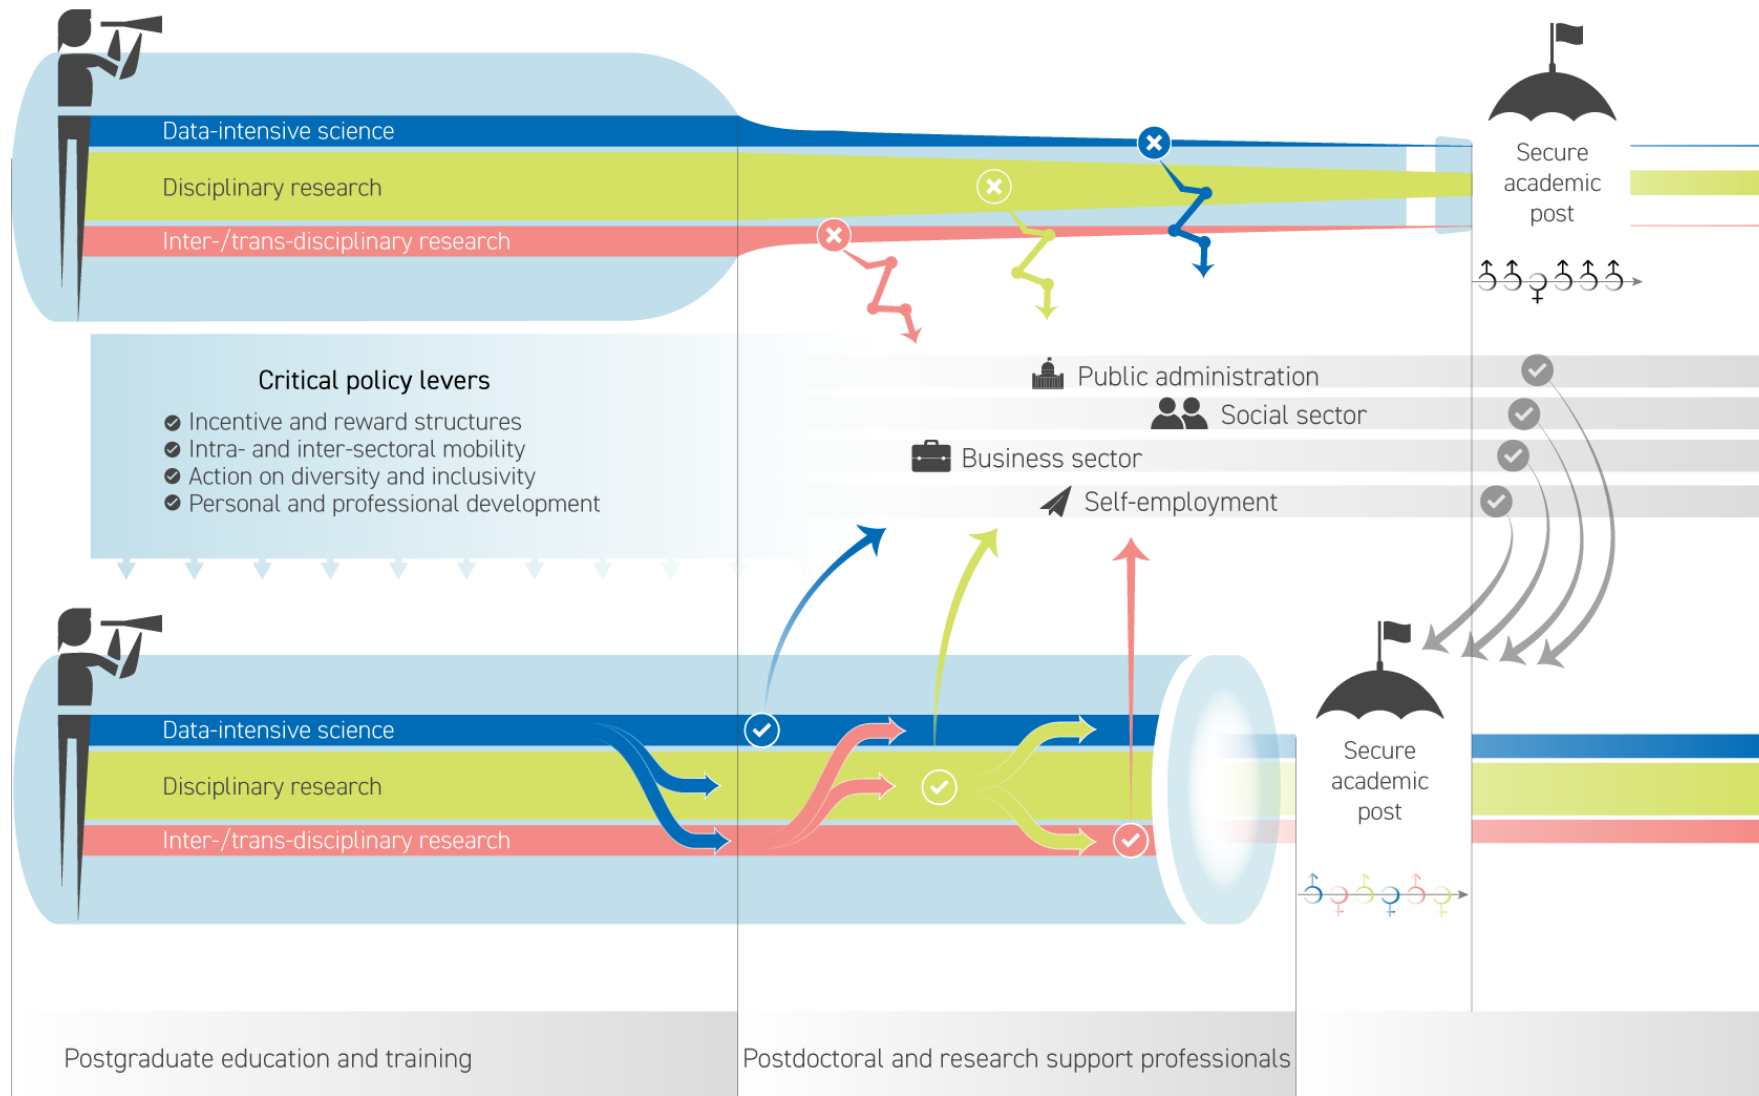 Data-intensive science
Disciplinary research
Inter-/trans-disciplinary research
Secure
academic
post
Critical policy levers
Incentive and reward structures
Intra- and inter-sectoral mobility
Action on diversity and inclusivity
Personal and professional development
Public administration
Social sector
Business sector
Self-employment
Data-intensive science
Disciplinary research
Inter-/trans-disciplinary research
Secure
academic
post
Postgraduate education and training
Postdoctoral and research support professionals